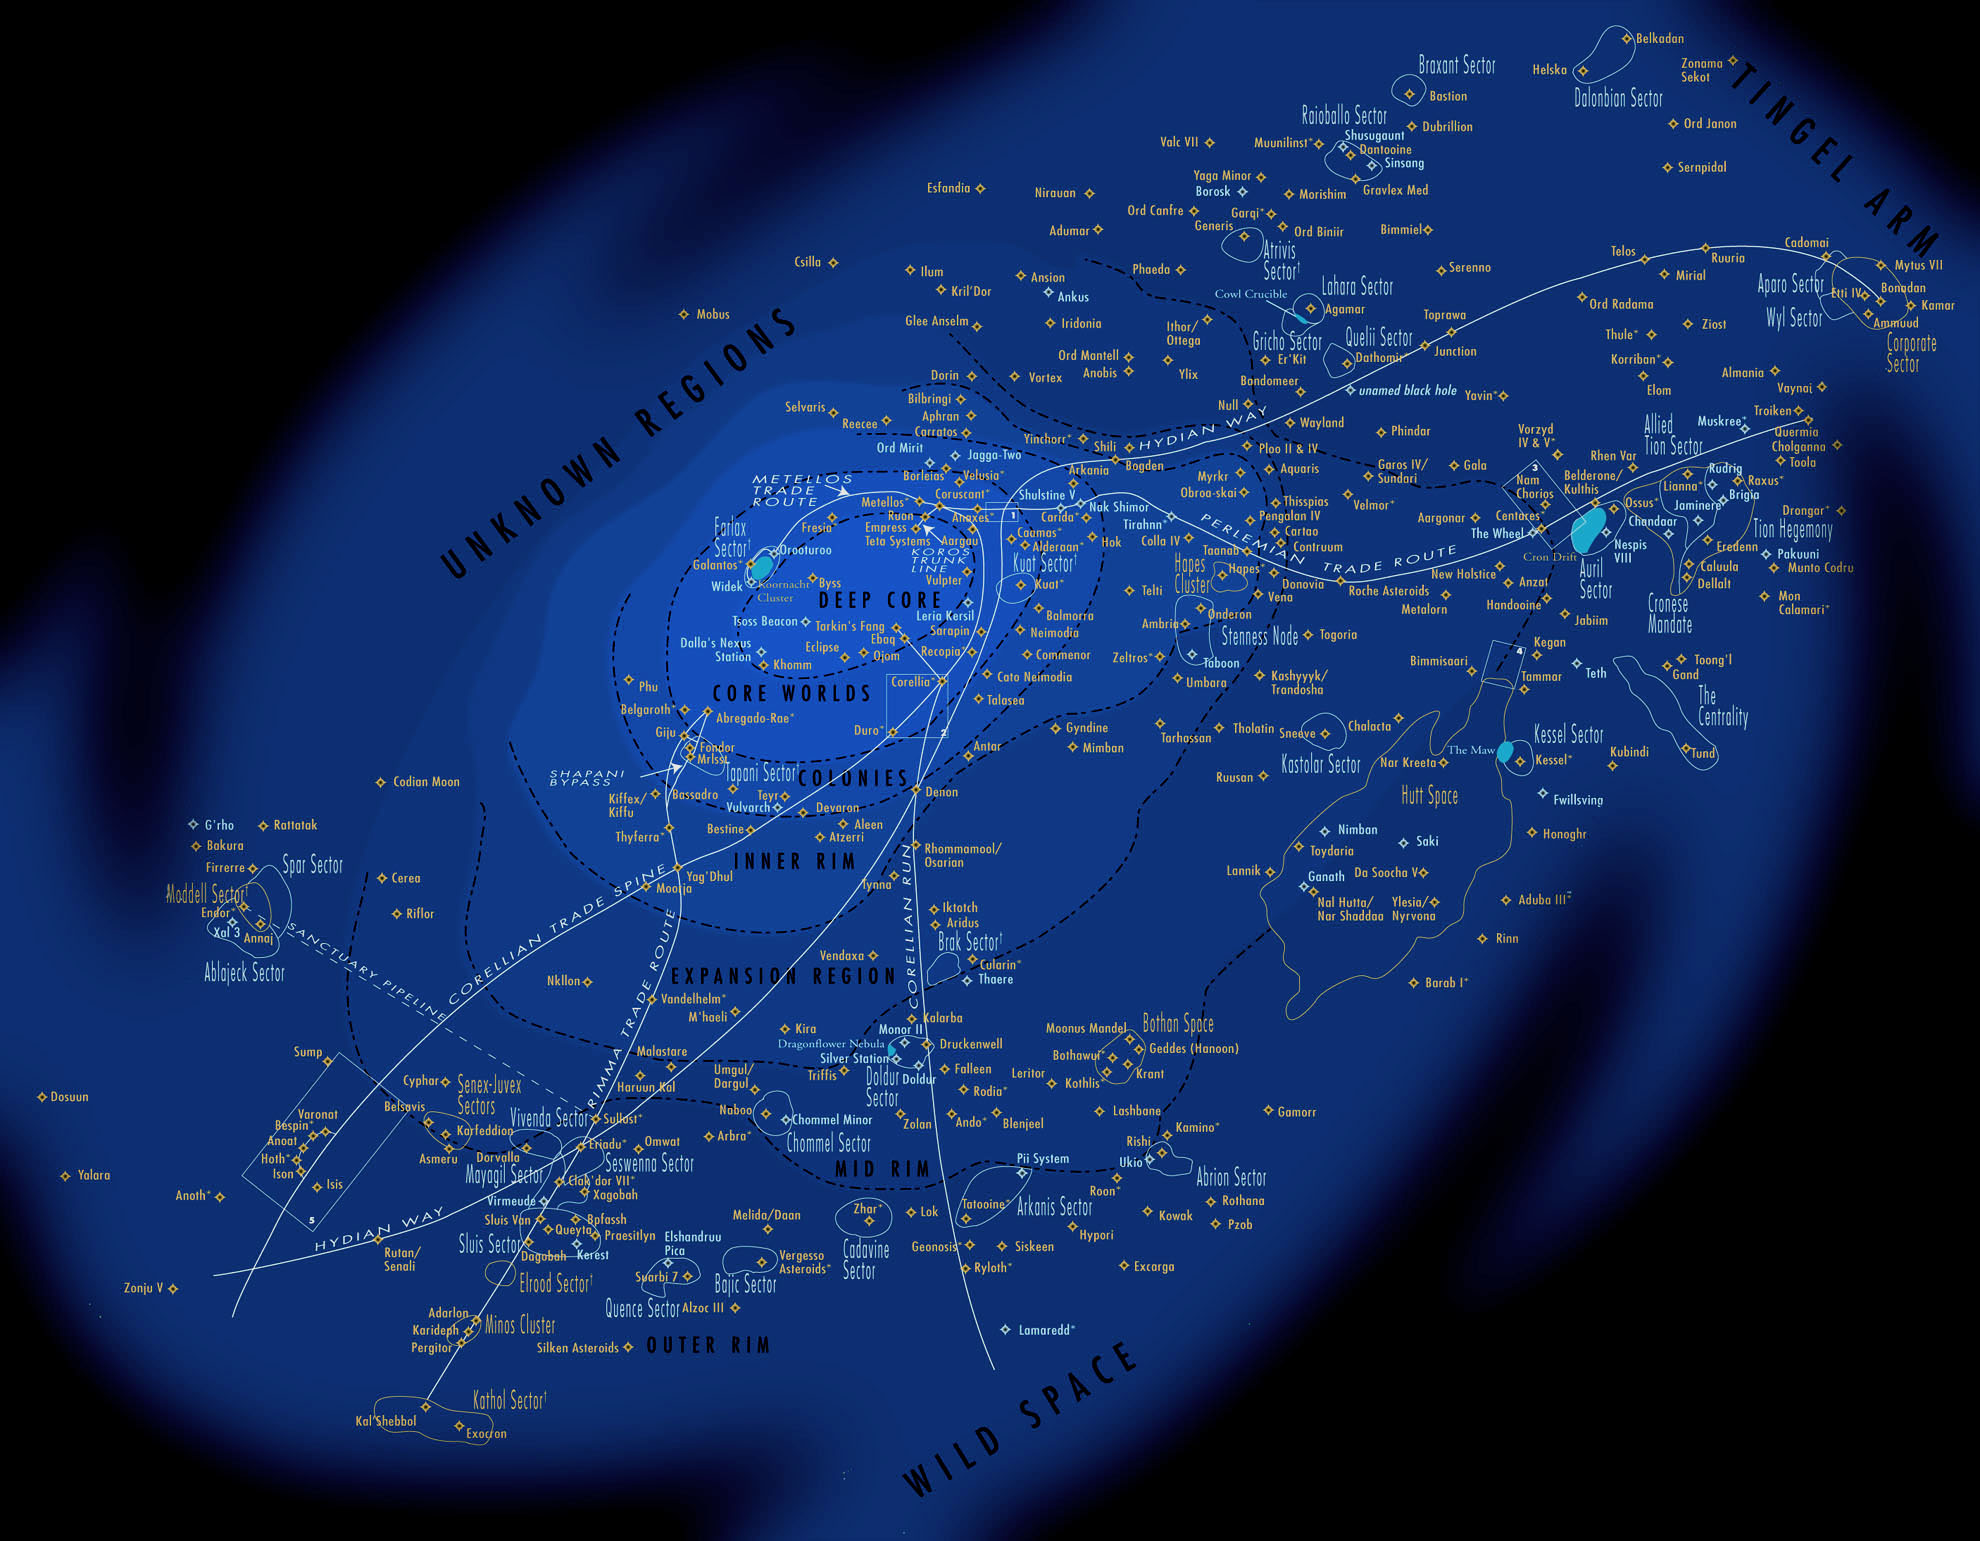 Belkadan
Helska
Dalonbian Sector
Zonama
Sekot
TINGEL ARM
Ord Janon
Sernpidal
Braxant Sector
Bastion
Dubrillion
Raioballo Sector
Shusugaunt
Dantooine
Sinsang
Gravlex Med
Muunilinst*
Valc VII
Yaga Minor
Borosk
Morishim
Ord Canfre
Garqi*
Generis
Ord Biniir
Bimmiel
Atrivis
Sector†
Esfandia
Nirauan
Adumar
Csilla
Ilum
Kril'Dor
Ansion
Ankus
Phaeda
Serenno
Telos
Ruuria
Cadomai
Mytus VII
Mirial
Aparo Sector
Etti IV
Bonadan
Kamar
Ammuud
Wyl Sector
Corporate
Sector
Ord Radama
Ziost
Thule*
Korriban*
Elom
Almania
Vaynai
Cowl Crucible
Lahara Sector
Agamar
Gricho Sector
Quelii Sector
Dathomir*
Toprawa
Junction
Er'Kit
unamed black hole
Yavin*
Mobus
Glee Anselm
Iridonia
Ithor/
Ottega
Ord Mantell
Anobis
Ylix
Bondomeer
Null
UNKNOWN REGIONS
Dorin
Vortex
Bilbringi
Aphran
Carratos
Selvaris
Reecee
Ord Mirit
Jagga-Two
Borleias*
Velusia*
Yinchorr*
Shili
HYDIAN WAY
Arkania
Bogden
Wayland
Ploo II & IV
Phindar
Vorzyd
IV & V*
Allied
Tion Sector
Muskree*
Troiken
Quermia
Cholganna
Toola
Rhen Var
Garos IV/
Sundari
Gala
Myrkr
Aquaris
Obroa-skai
Velmor*
3
Nam
Chorios
Belderone/
Kulthis
Rudrig
Lianna*
Raxus*
Brigia
Jaminere
Drongar*
Tion Hegemony
METELLOS
TRADE
ROUTE
Metellos*
Coruscant*
Shulstine V
Nak Shimor
Ruon
Anaxes*
1
Carida*
Tirahnn*
Empress
Teta Systems
Aargau
KOROS
TRUNK
LINE
Fresia*
Caamas*
Alderaan*
Hok
Colla IV
Taanab
Thisspias
Pengalan IV
Cartao
Contruum
PERLEMIAN TRADE ROUTE
Aargonar
Centares*
The Wheel
Cron Drift
Ossus*
Chandaar
Nespis
VIII
Auril
Sector
Eredenn
Caluula
Dellalt
Pakuuni
Munto Codru
Mon
Calamari*
Cronese
Mandate
Farlax
Sector†
Orooturoo
Galantos*
Widek
Koornacht
Cluster
Byss
DEEP CORE
Vulpter
Leria Kersil
Kuat Sector†
Kuat*
Hapes
Cluster
Hapes*
Donovia
Vena
Roche Asteroids
New Holstice
Anzat
Metalorn
Handooine
Jabiim
Tsoss Beacon
Tarkin's Fang
Ebaq
Sarapin
Neimodia
Balmorra
Telti
Onderon
Ambria
Stenness Node
Taboon
Togoria
Dalla's Nexus
Station
Eclipse
Ojom
Recopia*
Commenor
Zeltros*
Umbara
Kashyyyk/
Trandosha
Khomm
CORE WORLDS
Corellia*
Cato Neimodia
Talasea
Duro*
2
Phu
Belgaroth*
Abregado-Rae*
Giju
Fondor
Mrlsst
Tapani Sector
SHAPANI
BYPASS
Antar
Gyndine
Mimban
Tarhassan
Tholatin
Ruusan
Sneeve
Chalacta
Kastolar Sector
Bimmisaari
4
Kegan
Tammar
Teth
Toong'l
Gand
The
Centrality
Tund
The Maw
Kessel Sector
Kessel*
Kubindi
Nar Kreeta
Hutt Space
Fwillsving
Honoghr
Nimban
Saki
Toydaria
Lannik
Ganath
Da Soocha V
Nal Hutta/
Nar Shaddaa
Ylesia/
Nyrvona
Aduba III
Rinn
Barab I*
COLONIES
Kiffex/
Kiffu
Bassadro
Teyr
Vulvarch
Devaron
Denon
Thyferra*
Bestine
Aleen
Atzerri
INNER RIM
Rhommamool/
Osarian
Tynna
Yag'Dhul
Moorja
Codian Moon
G'rho
Rattatak
Bakura
Firrerre
Spar Sector
Moddell Sector†
Endor*
Xal 3
Annaj
Ablajeck Sector
Cerea
Riflor
SANCTUARY PIPELINE
CORELLIAN TRADE SPINE
RIMMA TRADE ROUTE
CORELLIAN RUN
Iktotch
Aridus
Brak Sector†
Cularin*
Thaere
Vendaxa
EXPANSION REGION
Nkllon
Vandelhelm*
M'haeli
Kira
Kalarba
Monor II
Dragonflower Nebula
Silver Station
Druckenwell
Doldur
Doldur
Sector
Triffis
Falleen
Rodia*
Moonus Mandel
Bothan Space
Bothawui*
Geddes (Hanoon)
Kothlis*
Krant
Leritor
Malastare
Haruun Kal
Umgul/
Dargul
Naboo
Chommel Minor
Chommel Sector
Arbra*
Zolan
Ando*
Blenjeel
Lashbane
Gamorr
Kamino*
Rishi
Ukio
Abrion Sector
Roon*
Rothana
Kowak
Pzob
MID RIM
Pii System
Tatooine*
Arkanis Sector
Hypori
Excarga
Sump
Dosuun
Cyphar
Senex-Juvex
Sectors
Belsavis
Karfeddion
Asmeru
Vivenda Sector
Sullost*
Dorvalla
Eriadu*
Omwat
Seswenna Sector
Mayagil Sector
Clak'dor VII*
Xagobah
Varonat
Bespin*
Anoat
Hoth*
Ison
Isis
5
Yalara
Anoth*
Virmeude
Sluis Van
Bpfassh
Queyta
Praesitlyn
Sluis Sector
Dagobah
Kerest
HYDIAN WAY
Rutan/
Senali
Zonju V
Elrood Sector†
Elshandruu
Pica
Suarbi 7
Quence Sector
Melida/Daan
Vergesso
Asteroids*
Bajic Sector
Alzoc III
Zhar*
Cadavine
Sector
Lok
Geonosis*
Siskeen
Ryloth*
Lamaredd*
Adarlon
Karideph
Pergitor
Minos Cluster
Silken Asteroids
OUTER RIM
Kathol Sector†
Kal'Shebbol
Exocron
WILD SPACE